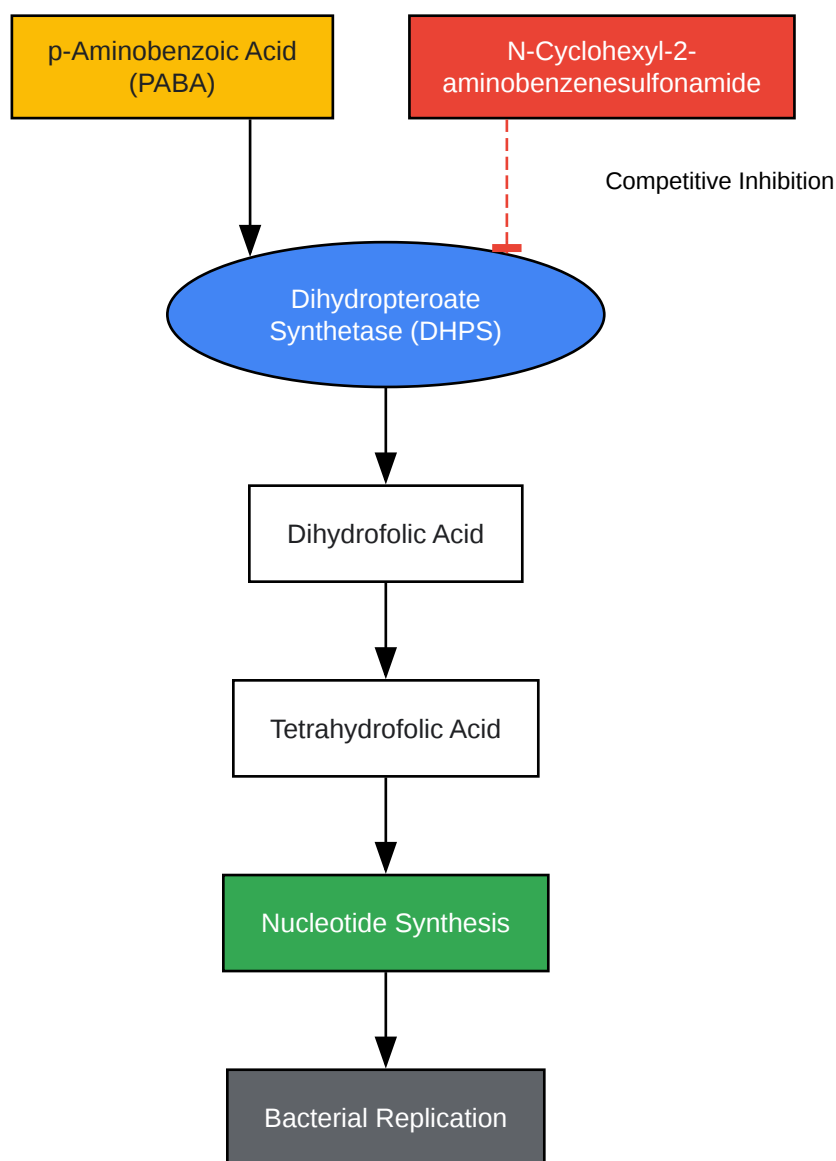 p-Aminobenzoic Acid
(PABA)
N-Cyclohexyl-2-
aminobenzenesulfonamide
Competitive Inhibition
Dihydropteroate
Synthetase (DHPS)
Dihydrofolic Acid
Tetrahydrofolic Acid
Nucleotide Synthesis
Bacterial Replication